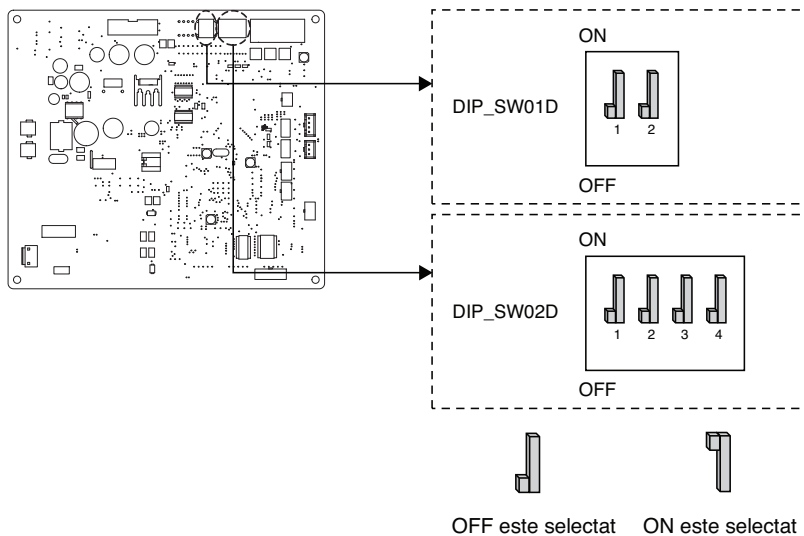 ON
DIP_SW01D
1 2
OFF
ON
DIP_SW02D
1 2 3 4
OFF
OFF este selectat
ON este selectat